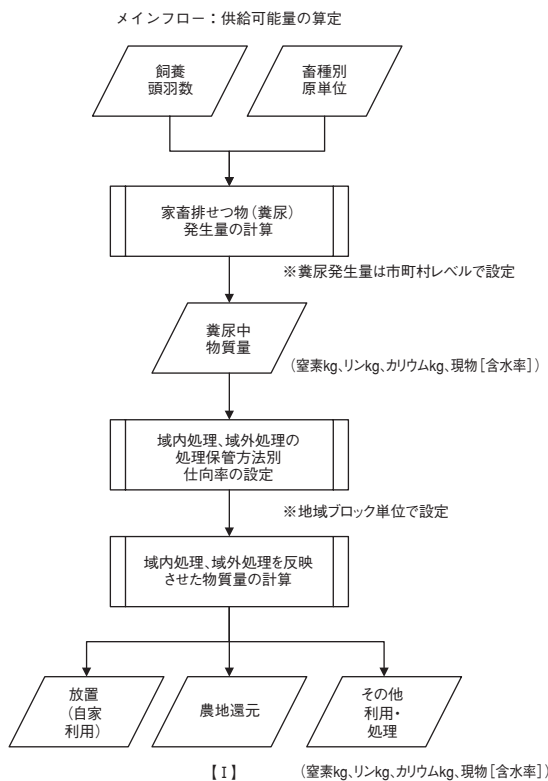 メインフロー：供給可能量の算定
飼養
頭羽数
畜種別
原単位
家畜排せつ物（糞尿）
発生量の計算
※糞尿発生量は市町村レベルで設定
糞尿中
物質量
（窒素kg、リンkg、カリウムkg、現物［含水率］）
域内処理、域外処理の
処理保管方法別
仕向率の設定
※地域ブロック単位で設定
域内処理、域外処理を反映
させた物質量の計算
放置
（自家
利用）
農地還元
その他
利用・
処理
【Ⅰ】
（窒素kg、リンkg、カリウムkg、現物［含水率］）